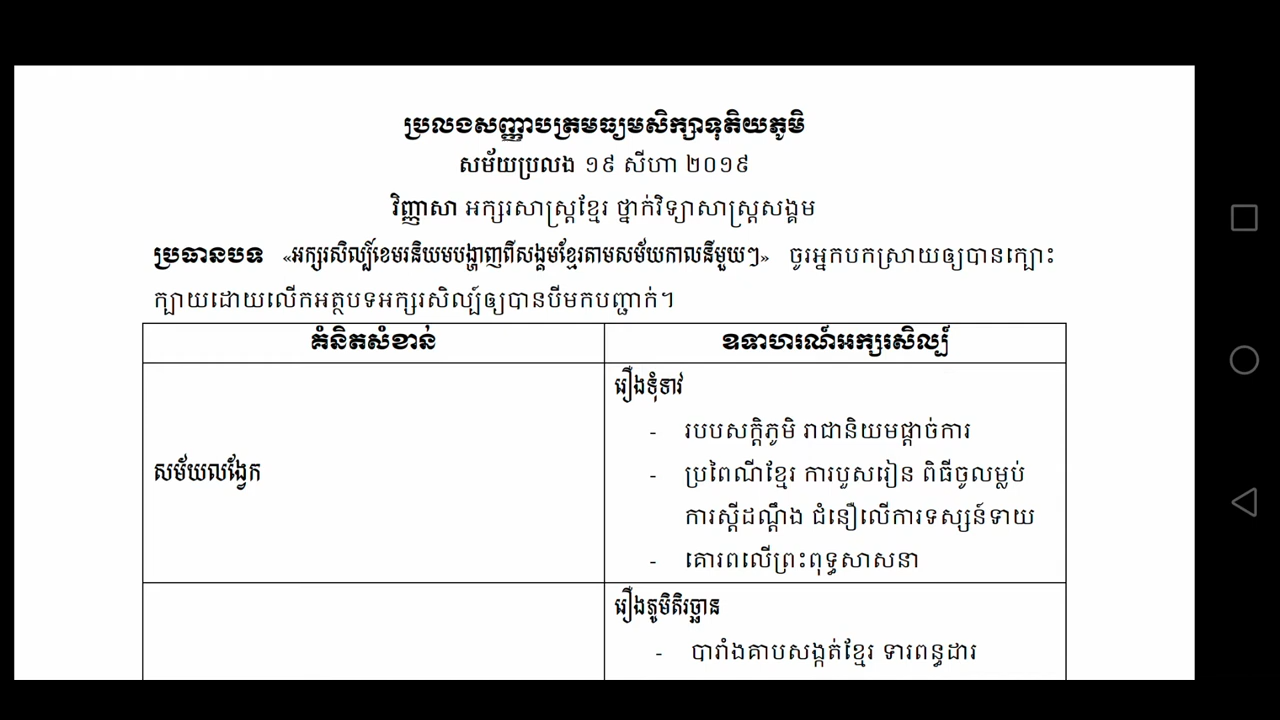 ប្រលងសញ្ញាបត្រមធ្យមសិក្សាទុតិយភូមិ
សម័យប្រលង ១៩ សីហា ២០១៩
វិញ្ញាសា អក្សរសាស្ត្រខ្មែរ ថ្នាក់វិទ្យាសាស្ត្រសង្គម
ប្រធានបទ «អក្សរសិល្ប៍ខេមរនិយមបង្ហាញពីសង្គមខ្មែរតាមសម័យកាលនីមួយៗ» ចូរអ្នកបកស្រាយឲ្យបានក្បោះ
ក្បាយដោយលើកអត្ថបទអក្សរសិល្ប៍ឲ្យបានបីមកបញ្ជាក់។
គំនិតសំខាន់
ឧទាហរណ៍អក្សរសិល្ប៍
សម័យលង្វែក
រឿងទុំទាវ
- របបសក្តិភូមិ រាជានិយមផ្តាច់ការ
- ប្រពៃណីខ្មែរ ការបួសរៀន ពិធីចូលម្លប់
ការស្តីដណ្តឹង ជំនឿលើការទស្សន៍ទាយ
- គោរពលើព្រះពុទ្ធសាសនា
រឿងភូមិតិរច្ឆាន
- បារាំងគាបសង្កត់ខ្មែរ ទារពន្ធដារ